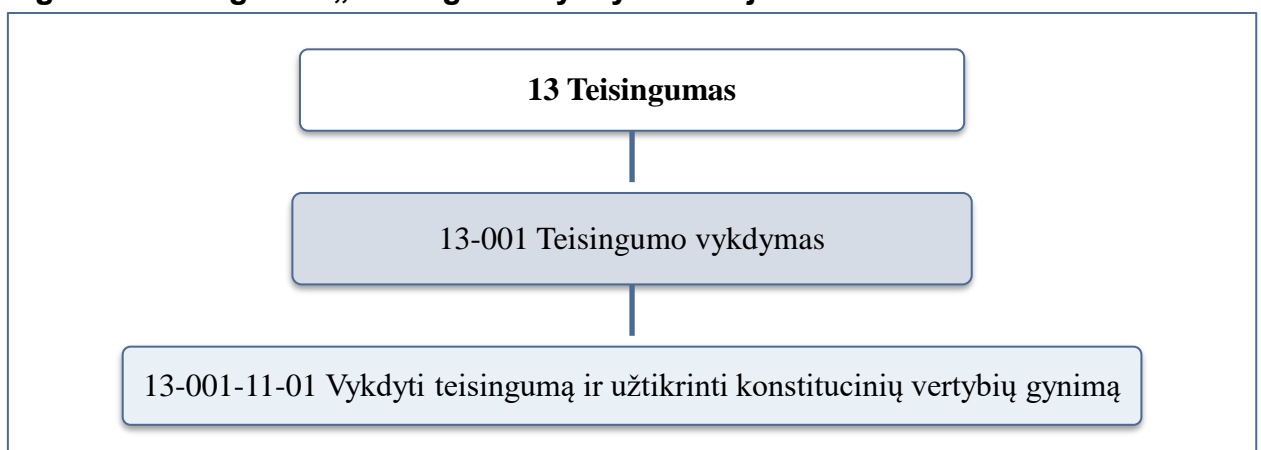 13 Teisingumas
13-001 Teisingumo vykdymas
13-001-11-01 Vykdyti teisingumą ir užtikrinti konstitucinių vertybių gynimą